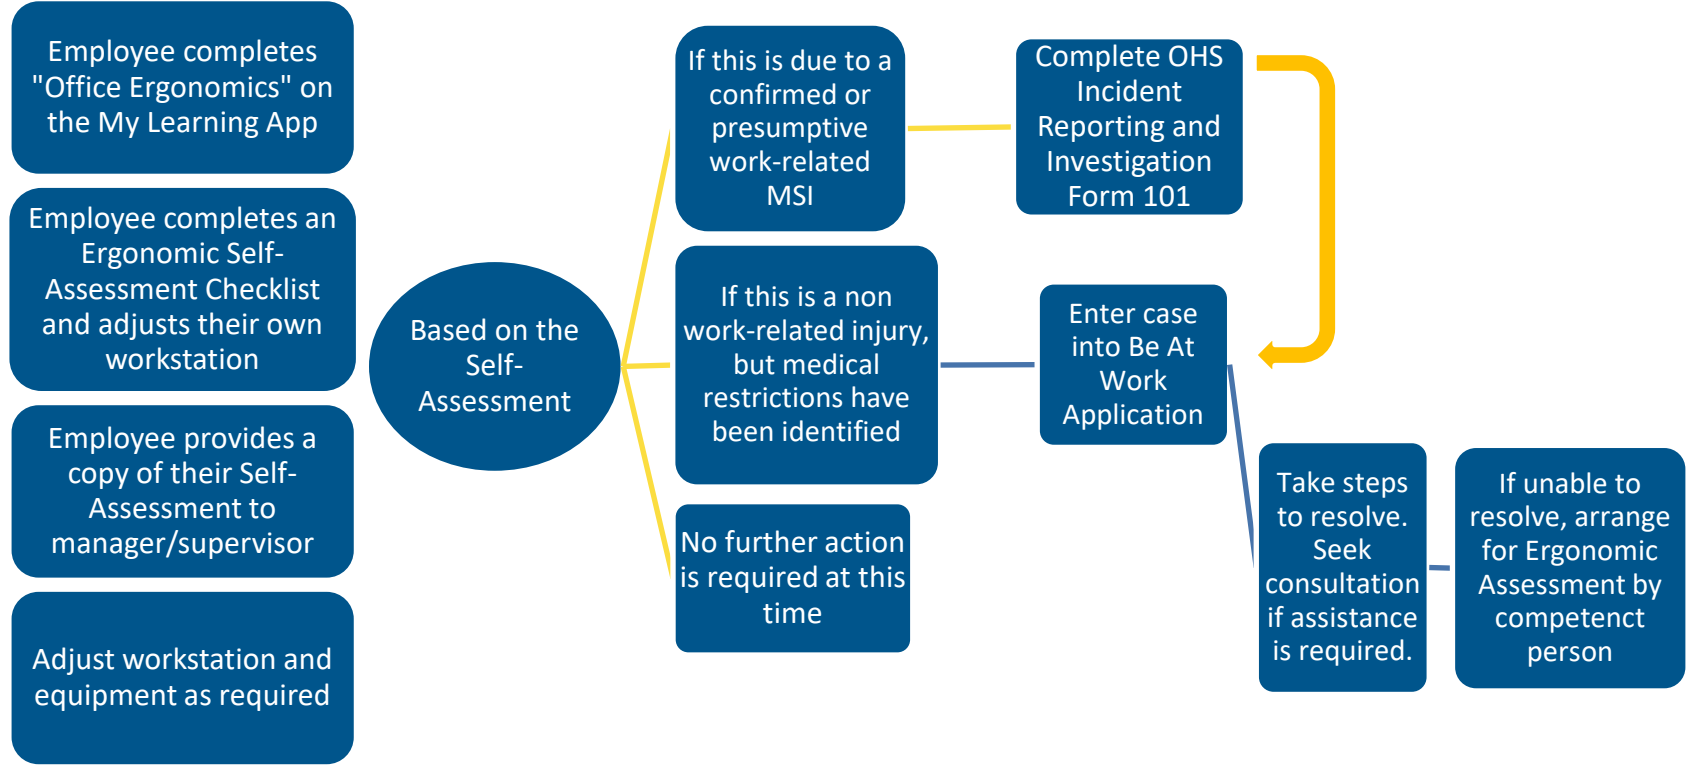 Employee completes
"Office Ergonomics" on
the My Learning App
Employee completes an
Ergonomic Self-
Assessment Checklist
and adjusts their own
workstation
Employee provides a
copy of their Self-
Assessment to
manager/supervisor
Adjust workstation and
equipment as required
Based on the
Self-
Assessment
If this is due to a
confirmed or
presumptive
work-related
MSI
If this is a non
work-related injury,
but medical
restrictions have
been identified
No further action
is required at this
time
Complete OHS
Incident
Reporting and
Investigation
Form 101
Enter case
into Be At
Work
Application
Take steps
to resolve.
Seek
consultation
if assistance
is required.
If unable to
resolve, arrange
for Ergonomic
Assessment by
competenct
person